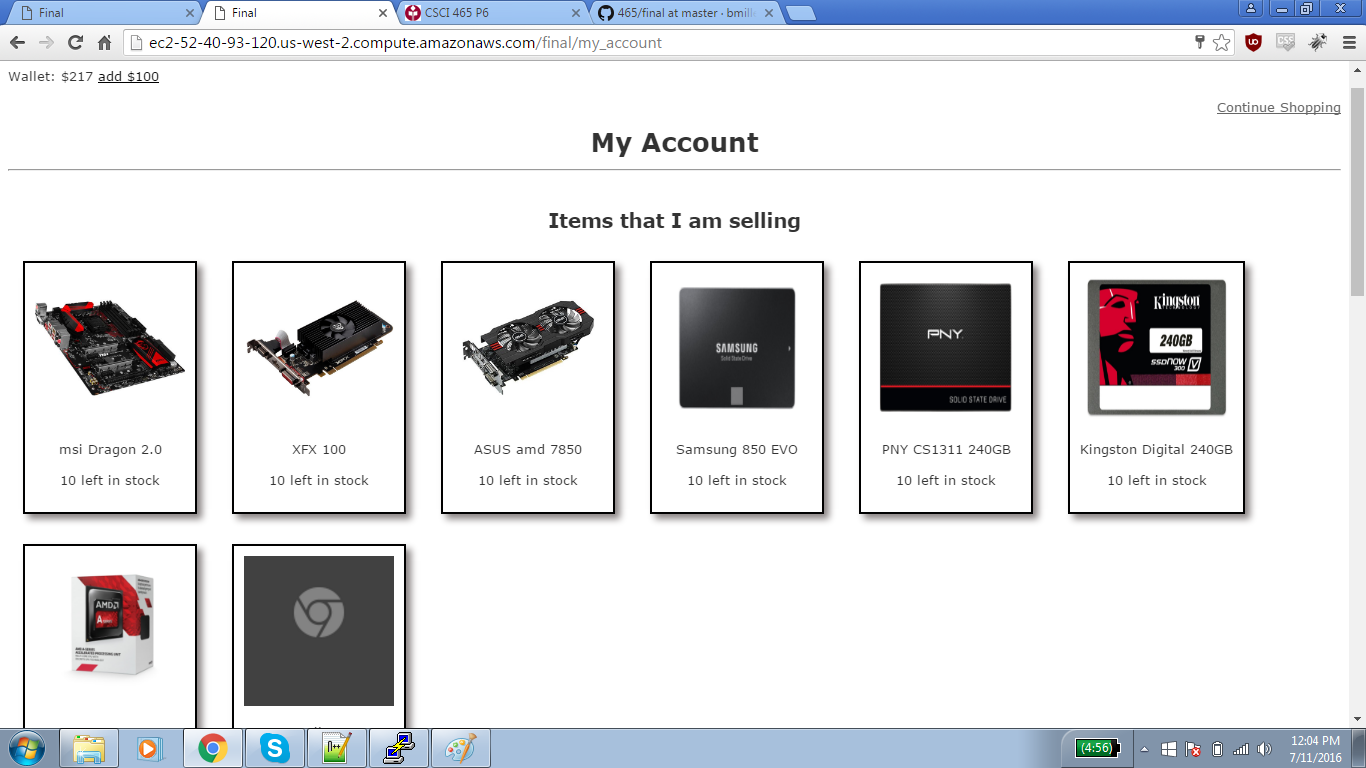 Final
Final
CSCI 465 P6
465/final at master · bmill
ec2-52-40-93-120.us-west-2.compute.amazonaws.com/final/my_account
Wallet: $217 add $100
Continue Shopping
My Account
Items that I am selling
SAMSUNG
Solid State Drive
PNY
SOLID STATE DRIVE
Kingston
TECHNOLOGY
240GB
SSDNOW
300 V
msi Dragon 2.0
XFX 100
ASUS amd 7850
Samsung 850 EVO
PNY CS1311 240GB
Kingston Digital 240GB
10 left in stock
10 left in stock
10 left in stock
10 left in stock
10 left in stock
10 left in stock
AMD
A
(4:56)
12:04 PM
7/11/2016